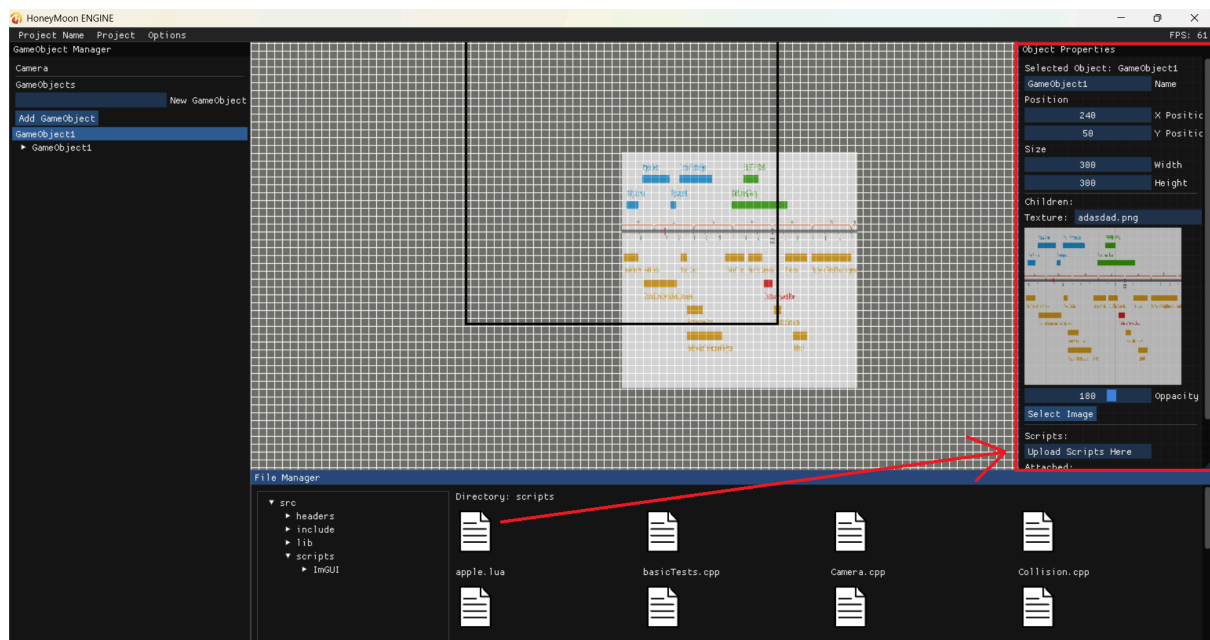 HoneyMoon ENGINE
Project Name Project Options
FPS: 61
GameObject Manager
Camera
GameObjects
New GameObject
Add GameObject
GameObject1
GameObject1
Object Properties
Selected Object: GameObject1
GameObject1 Name
Position
240 X Positic
50 Y Positic
Size
300 Width
300 Height
Children:
Texture: adasdad.png
180 Oppacity
Select Image
Scripts:
Upload Scripts Here
Attached:
File Manager
src
headers
include
lib
scripts
ImGUI
Directory: scripts
apple.lua basicTests.cpp Camera.cpp Collision.cpp